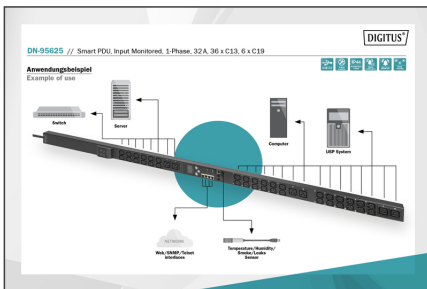 DIGITUS®
DN-95625 // Smart PDU, Input Monitored, 1-Phase, 32 A, 36 x C13, 6 x C19
Anwendungsbeispiel
Example of use
Server
Switch
Computer
USP System
NETWORK
Web/SNMP/Telnet
Interfaces
Temperature/Humidity/
Smoke/Leaks
Sensor